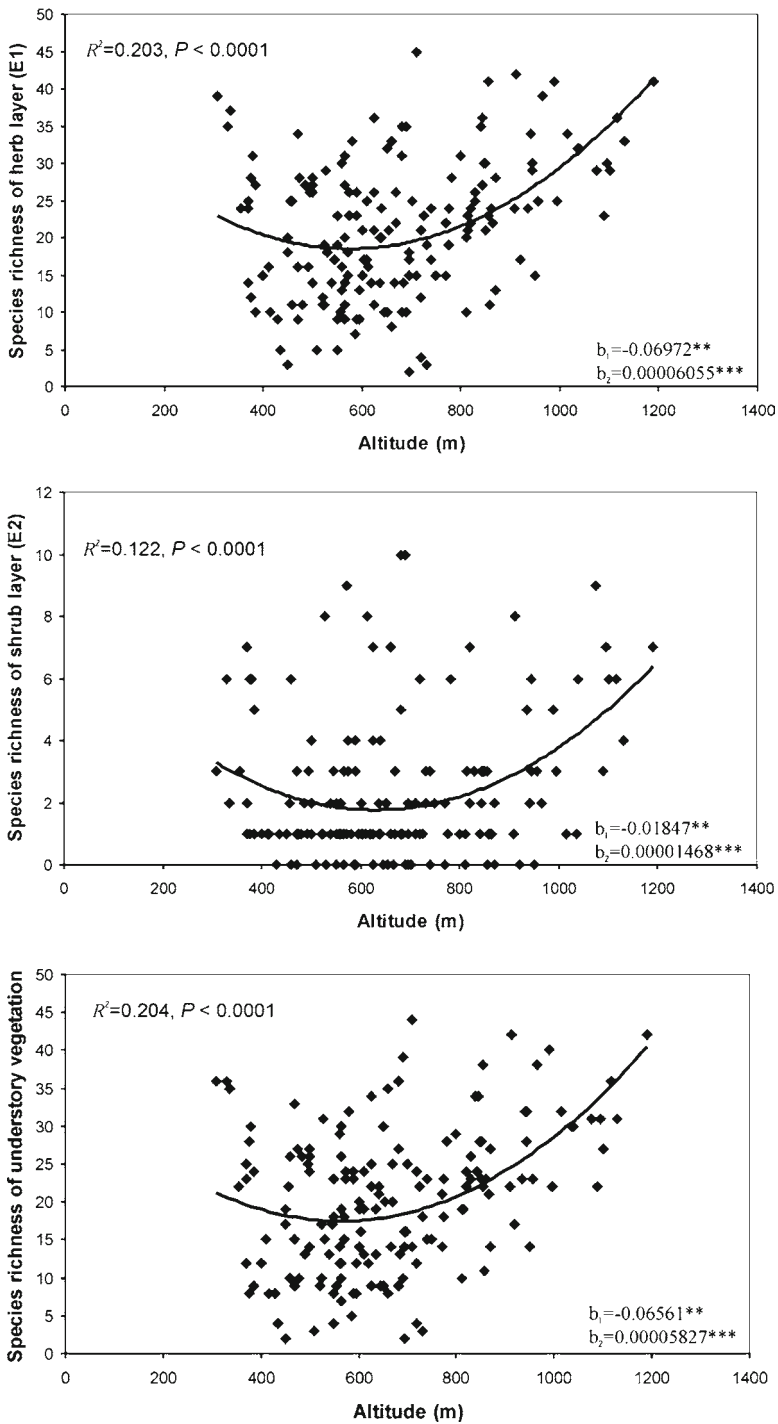 Species richness of herb layer (E1)
50
45
40
35
30
25
20
15
10
5
0
R²=0.203, P < 0.0001
b₁=-0.06972**
b₂=0.00006055***
0 200 400 600 800 1000 1200 1400
Altitude (m)
Species richness of shrub layer (E2)
12
10
8
6
4
2
0
R²=0.122, P < 0.0001
b₁=-0.01847**
b₂=0.00001468***
0 200 400 600 800 1000 1200 1400
Altitude (m)
Species richness of understory vegetation
50
45
40
35
30
25
20
15
10
5
0
R²=0.204, P < 0.0001
b₁=-0.06561**
b₂=0.00005827***
0 200 400 600 800 1000 1200 1400
Altitude (m)